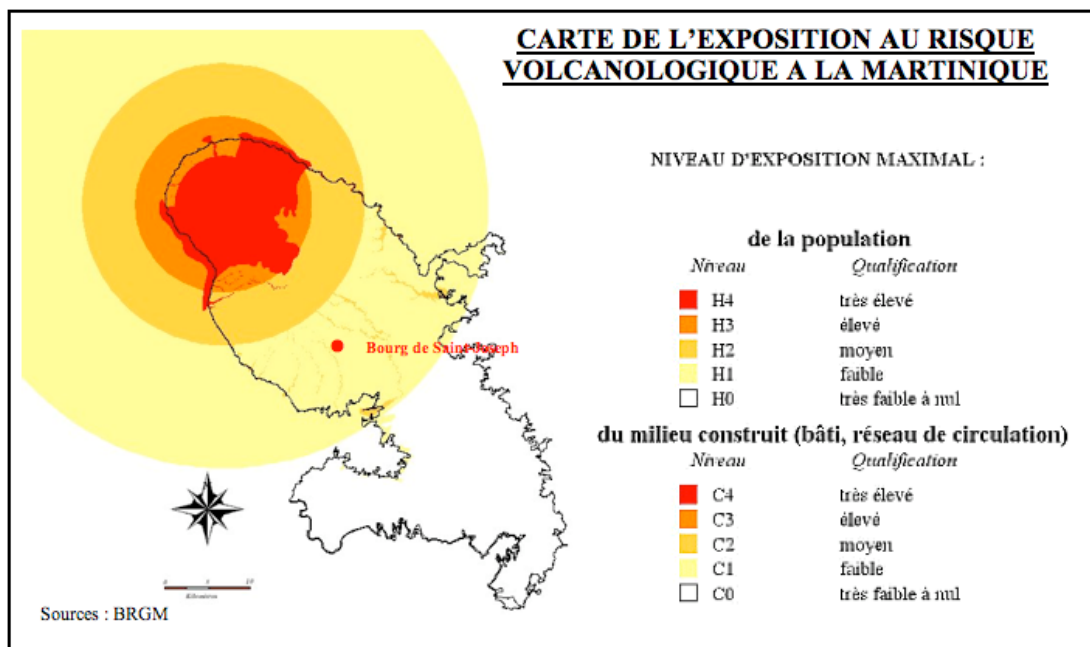 CARTE DE L'EXPOSITION AU RISQUE
VOLCANOLOGIQUE A LA MARTINIQUE
NIVEAU D'EXPOSITION MAXIMAL :
de la population
Niveau Qualification
H4 très élevé
H3 élevé
H2 moyen
H1 faible
H0 très faible à nul
Bourg de Saint-Joseph
du milieu construit (bâti, réseau de circulation)
Niveau Qualification
C4 très élevé
C3 élevé
C2 moyen
C1 faible
C0 très faible à nul
Kilomètres
Sources : BRGM